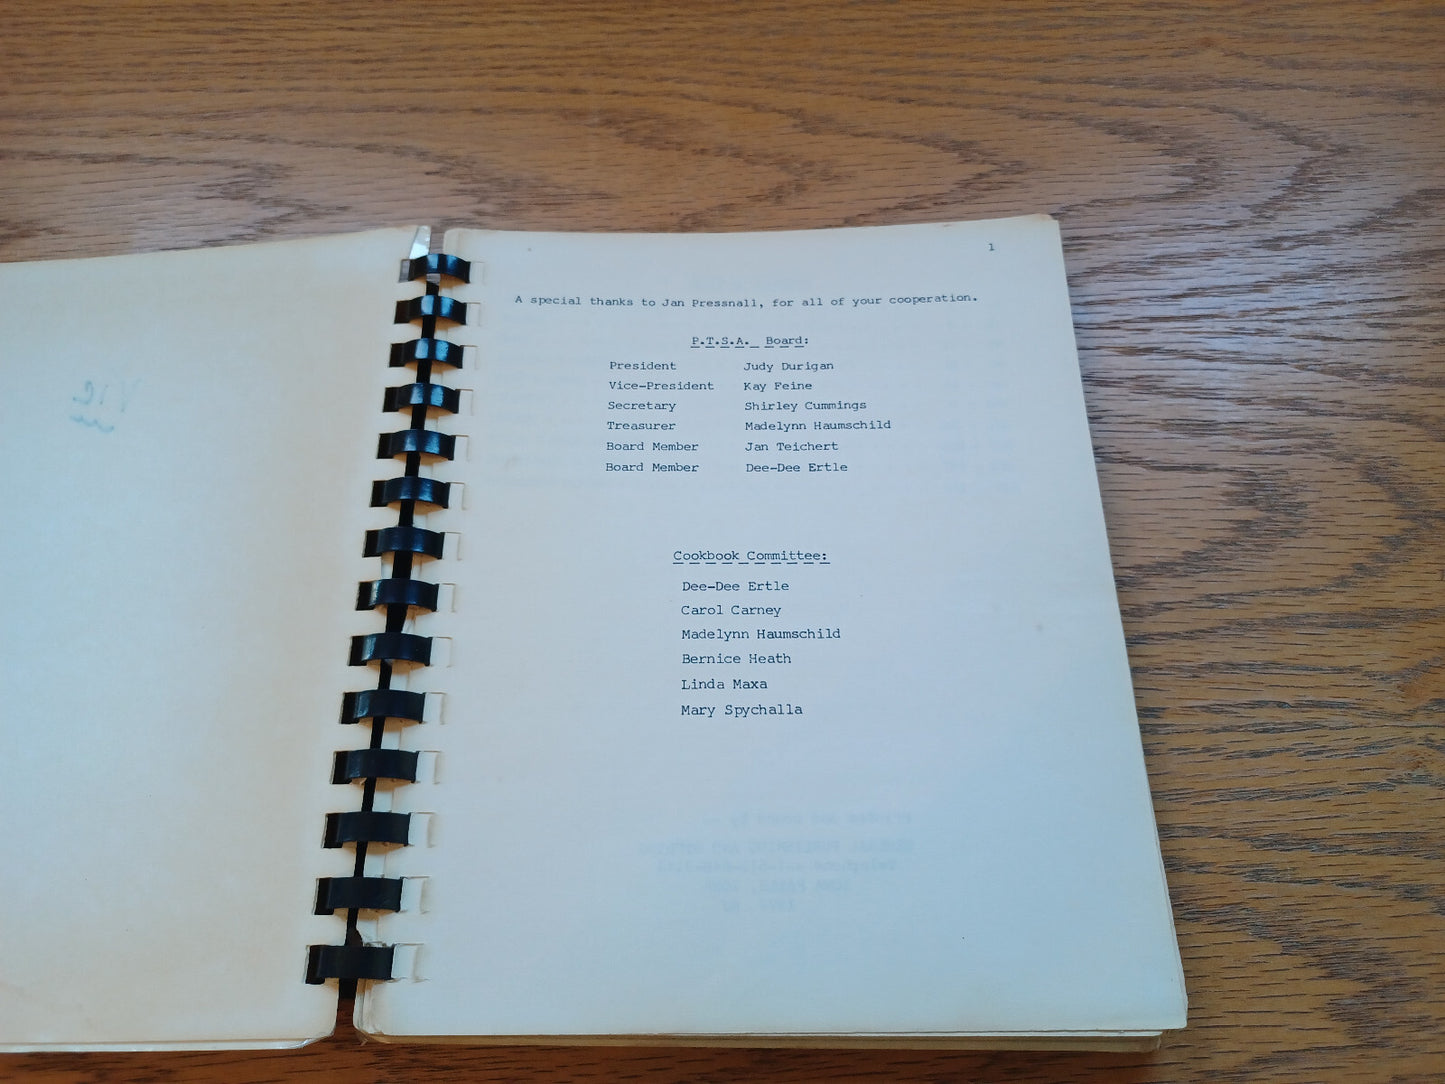 1
A special thanks to Jan Pressnall, for all of your cooperation.
P.T.S.A. Board:
President Judy Durigan
Vice-President Kay Feine
Secretary Shirley Cummings
Treasurer Madelynn Haumschild
Board Member Jan Teichert
Board Member Dee-Dee Ertle
Cookbook Committee:
Dee-Dee Ertle
Carol Carney
Madelynn Haumschild
Bernice Heath
Linda Maxa
Mary Spychalla